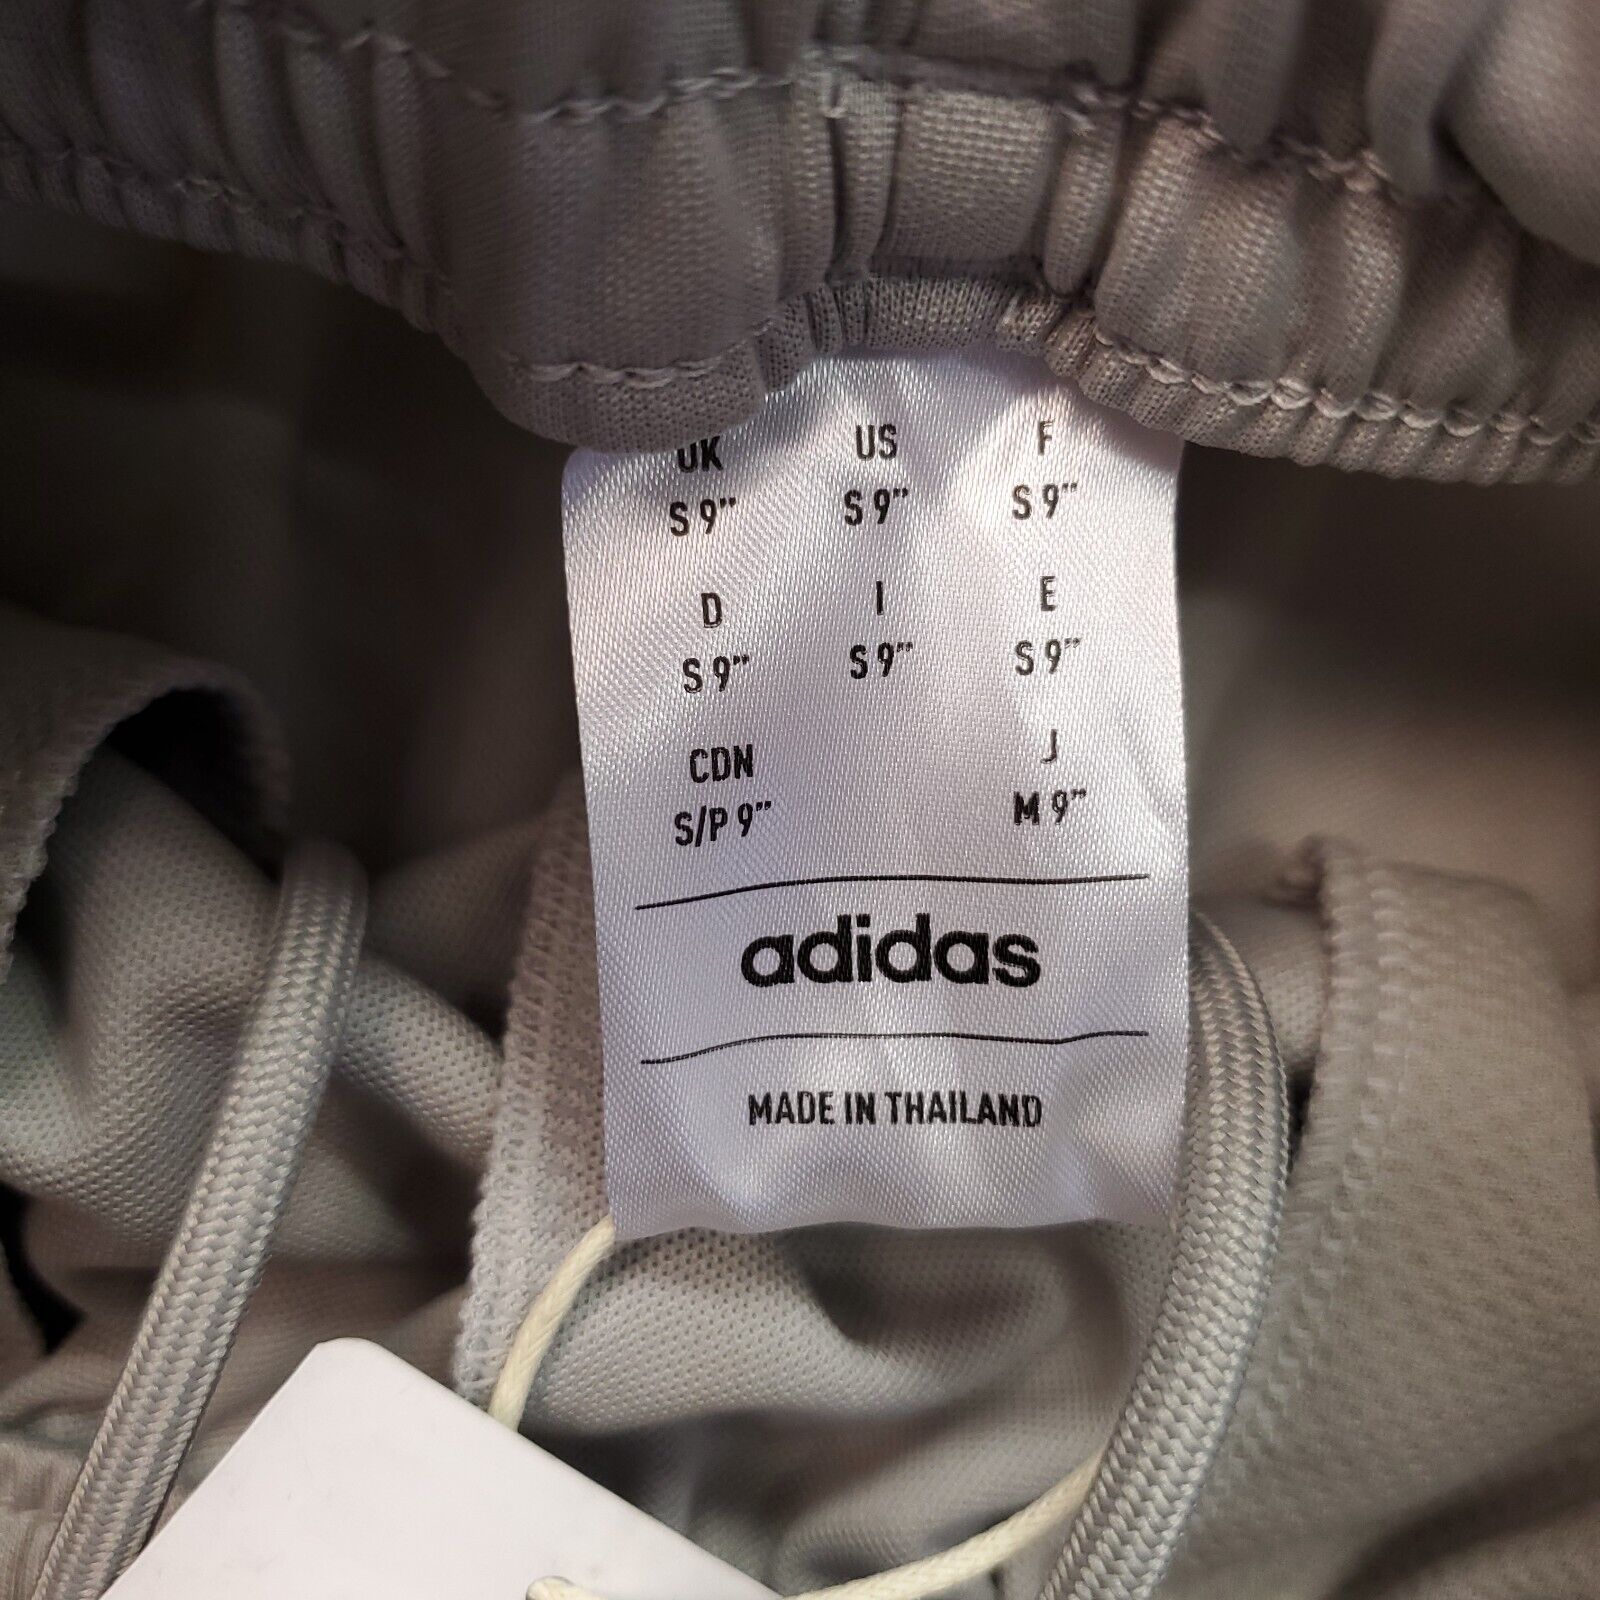 UK US F
S 9" S 9" S 9"
D I E
S 9" S 9" S 9"
CDN J
S/P 9" M 9"
adidas
MADE IN THAILAND